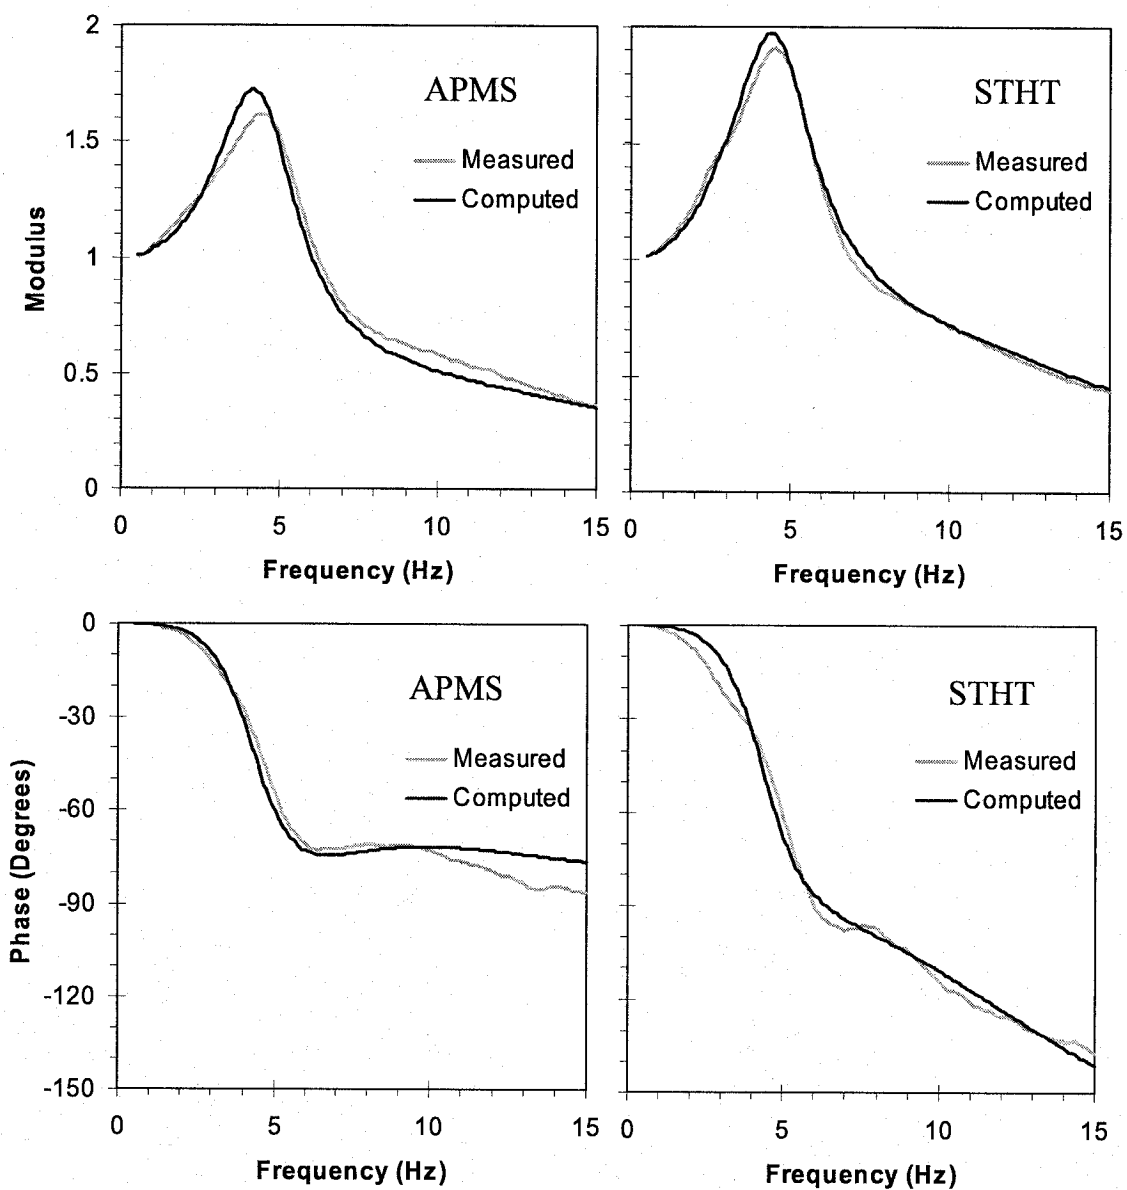 2
1.5
1
0.5
0
Modulus
APMS
Measured
Computed
0 5 10 15
Frequency (Hz)
STHT
Measured
Computed
0 5 10 15
Frequency (Hz)
0
-30
-60
-90
-120
-150
Phase (Degrees)
APMS
Measured
Computed
0 5 10 15
Frequency (Hz)
STHT
Measured
Computed
0 5 10 15
Frequency (Hz)